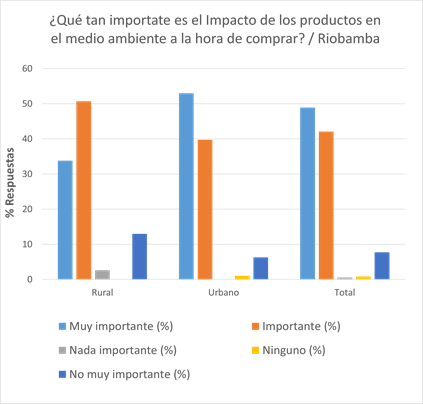 ¿Qué tan importate es el Impacto de los productos en
el medio ambiente a la hora de comprar? / Riobamba
60
50
40
30
20
10
0
% Respuestas
Rural
Urbano
Total
Muy importante (%)
Importante (%)
Nada importante (%)
Ninguno (%)
No muy importante (%)